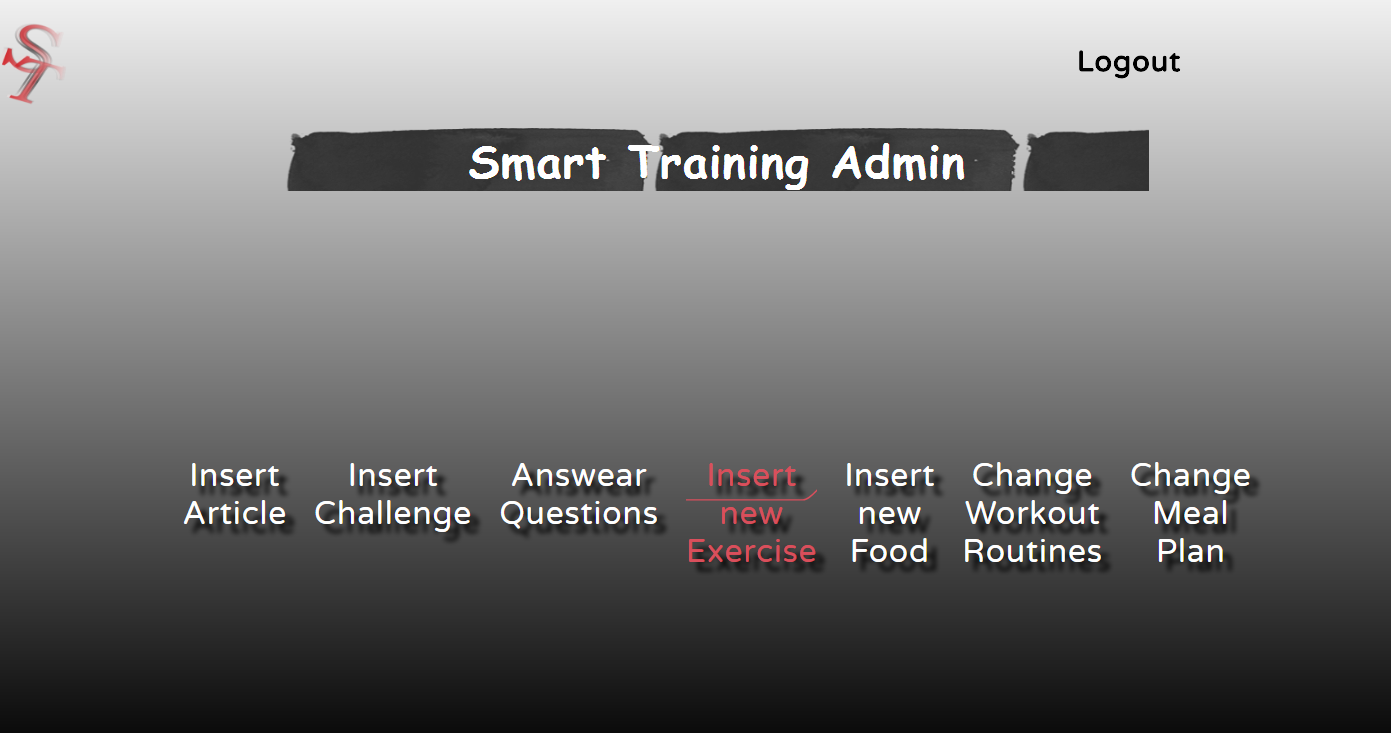 ST
Logout
Smart Training Admin
Insert
Article
Insert
Challenge
Answear
Questions
Insert
new
Exercise
Insert
new
Food
Change
Workout
Routines
Change
Meal
Plan